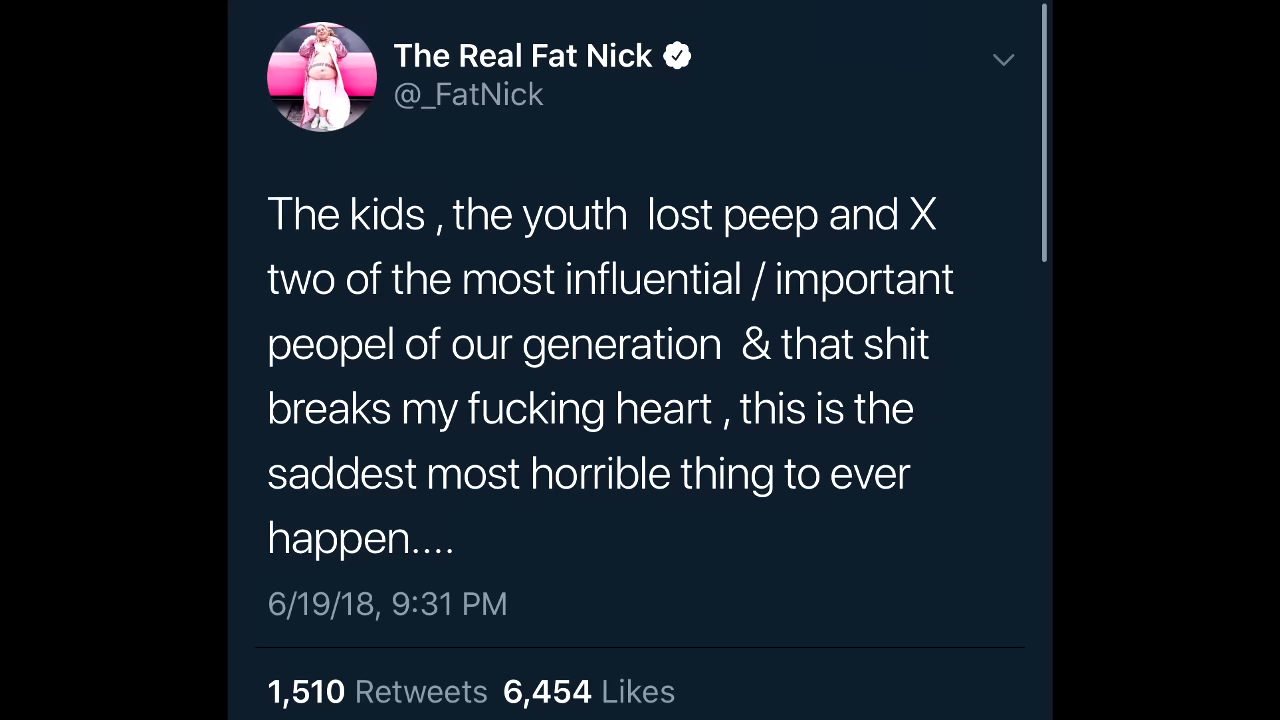 The Real Fat Nick
@_FatNick
The kids , the youth  lost peep and X
two of the most influential / important
peopel of our generation  & that shit
breaks my fucking heart , this is the
saddest most horrible thing to ever
happen....
6/19/18, 9:31 PM
1,510 Retweets 6,454 Likes